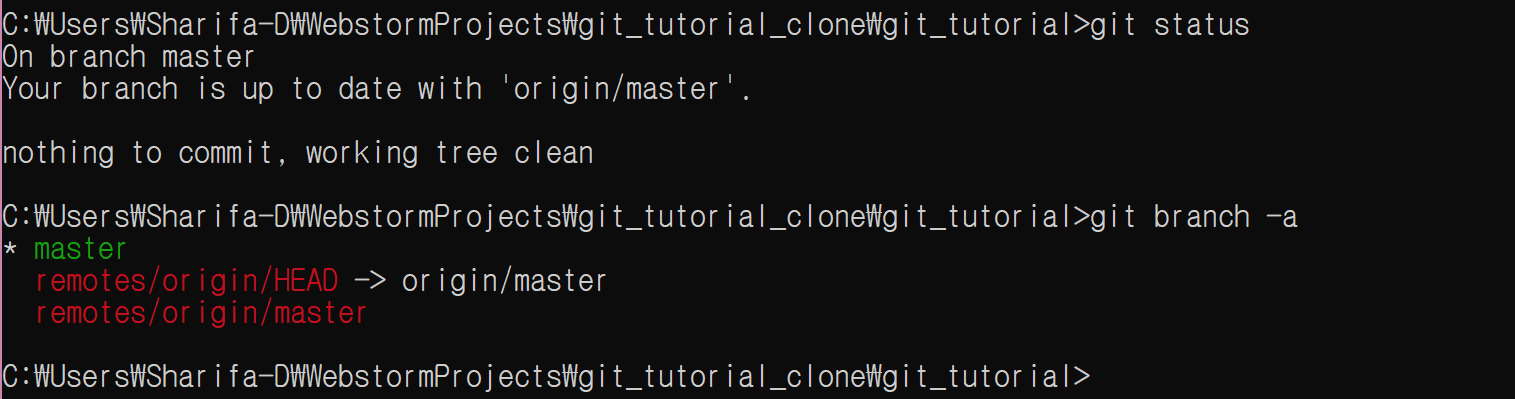 C:₩Users₩Sharifa-D₩WebstormProjects₩git_tutorial_clone₩git_tutorial>git status
On branch master
Your branch is up to date with 'origin/master'.
nothing to commit, working tree clean
C:₩Users₩Sharifa-D₩WebstormProjects₩git_tutorial_clone₩git_tutorial>git branch -a
* master
remotes/origin/HEAD -> origin/master
remotes/origin/master
C:₩Users₩Sharifa-D₩WebstormProjects₩git_tutorial_clone₩git_tutorial>